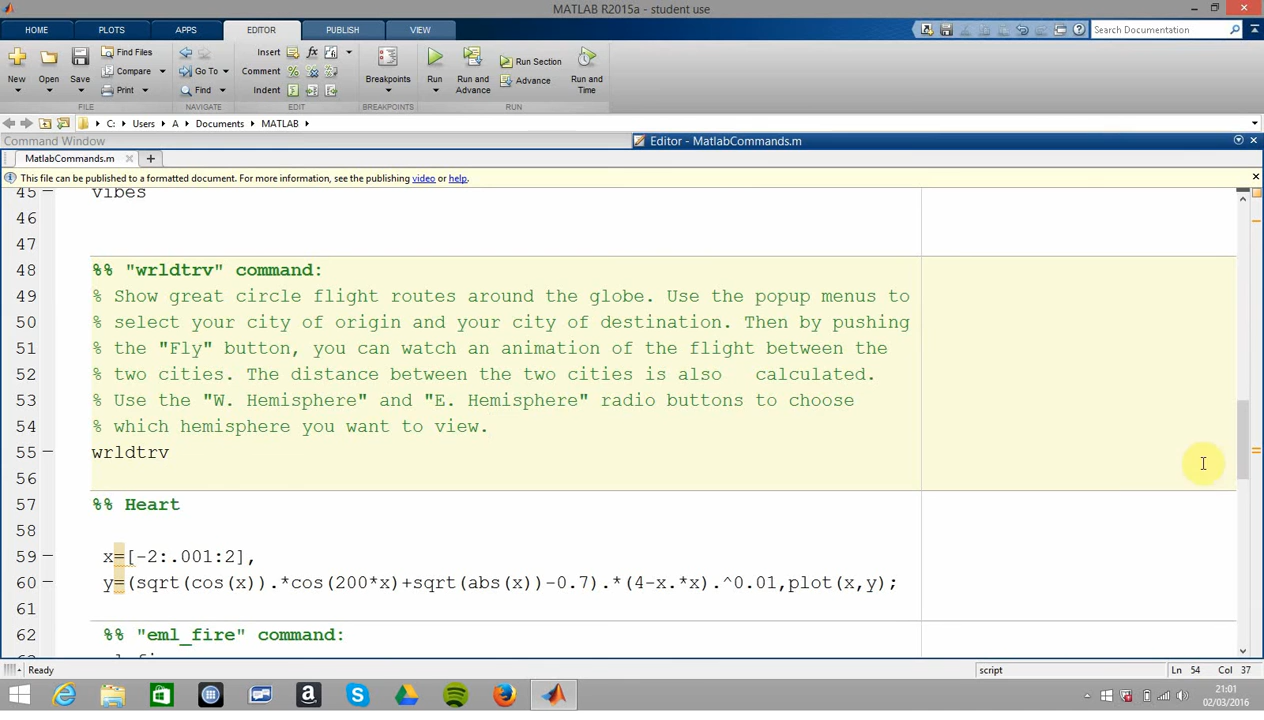 MATLAB R2015a - student use
HOME PLOTS APPS EDITOR PUBLISH VIEW
Search Documentation
New Open Save Find Files Compare Print
Go To Find
Insert Comment Indent
fx
Breakpoints
Run Run and Advance Run Section Advance Run and Time
FILE NAVIGATE EDIT BREAKPOINTS RUN
C: Users A Documents MATLAB
Command Window
Editor - MatlabCommands.m
MatlabCommands.m
This file can be published to a formatted document. For more information, see the publishing video or help.
45 vibes
46
47
48 %% "wrldtrv" command:
49 % Show great circle flight routes around the globe. Use the popup menus to
50 % select your city of origin and your city of destination. Then by pushing
51 % the "Fly" button, you can watch an animation of the flight between the
52 % two cities. The distance between the two cities is also   calculated.
53 % Use the "W. Hemisphere" and "E. Hemisphere" radio buttons to choose
54 % which hemisphere you want to view.
55 wrldtrv
56
57 %% Heart
58
59 x=[-2:.001:2],
60 y=(sqrt(cos(x)).*cos(200*x)+sqrt(abs(x))-0.7).*(4-x.*x).^0.01,plot(x,y);
61
62 %% "eml_fire" command:
Ready
script
Ln 54 Col 37
21:01
02/03/2016